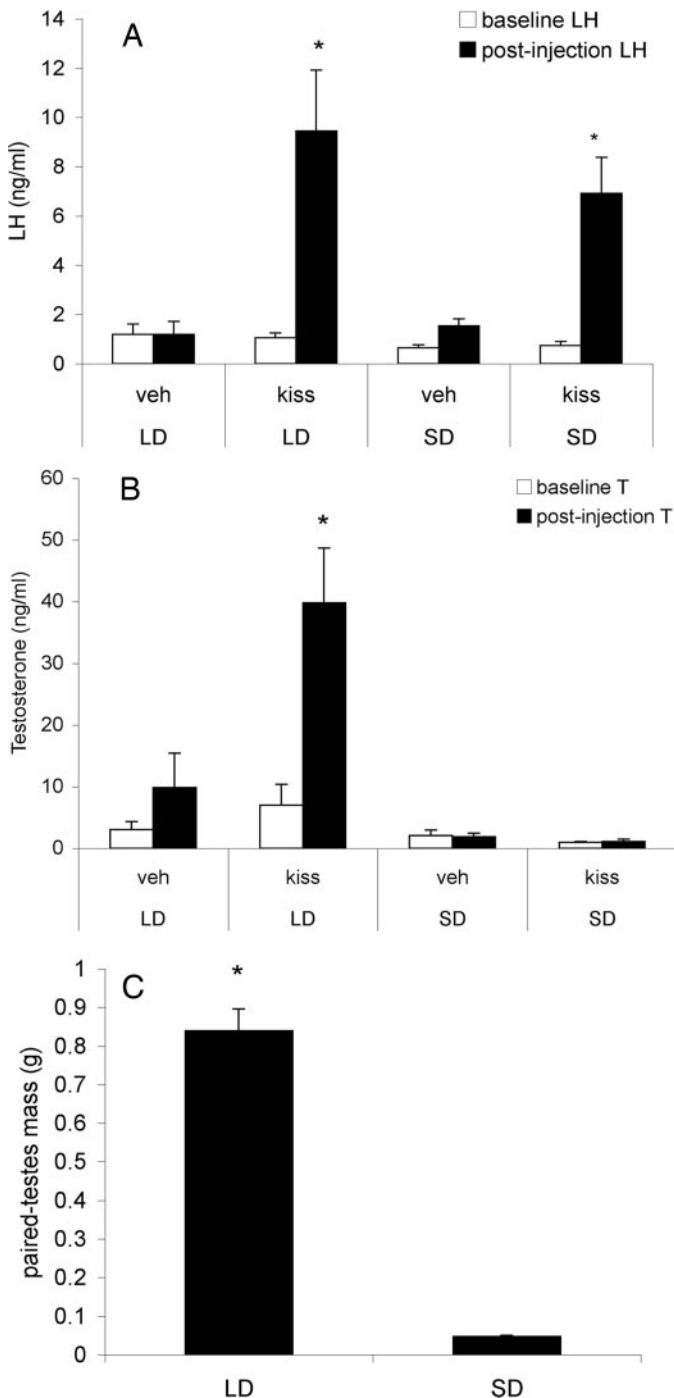 A
baseline LH
post-injection LH
LH (ng/ml)
14
12
10
8
6
4
2
0
*
*
veh kiss veh kiss
LD LD SD SD
B
baseline T
post-injection T
Testosterone (ng/ml)
60
50
40
30
20
10
0
*
veh kiss veh kiss
LD LD SD SD
C
paired-testes mass (g)
1
0.9
0.8
0.7
0.6
0.5
0.4
0.3
0.2
0.1
0
*
LD SD